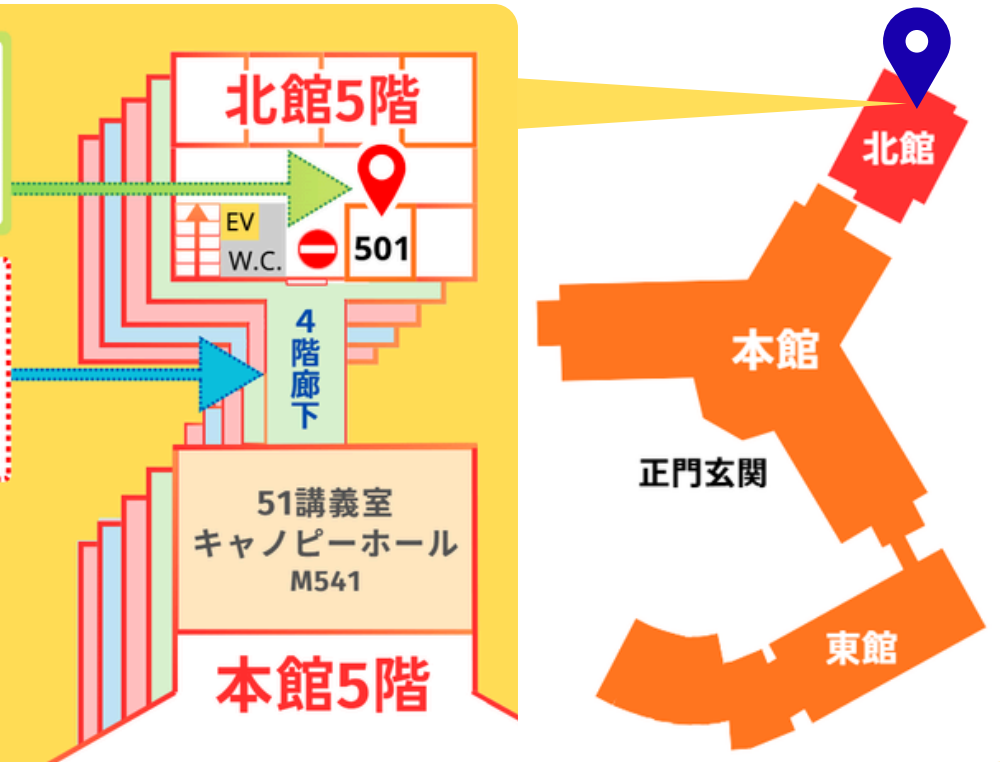 北館5階
EV
W.C.
501
4階廊下
51講義室
キャノピーホール
M541
本館5階
北館
本館
正門玄関
東館